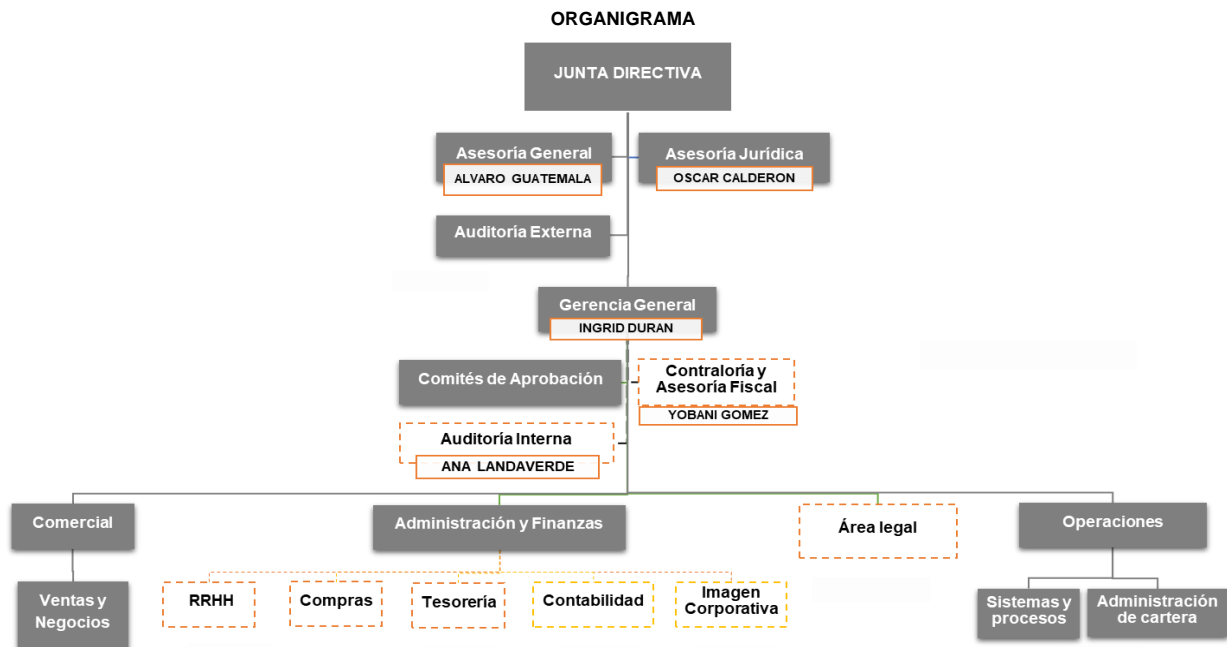 ORGANIGRAMA
JUNTA DIRECTIVA
Asesoría General
ALVARO GUATEMALA
Asesoría Jurídica
OSCAR CALDERON
Auditoría Externa
Gerencia General
INGRID DURAN
Comités de Aprobación
Contraloría y
Asesoría Fiscal
YOBANI GOMEZ
Auditoría Interna
ANA LANDAVERDE
Comercial
Administración y Finanzas
Área legal
Operaciones
Ventas y
Negocios
RRHH
Compras
Tesorería
Contabilidad
Imagen
Corporativa
Sistemas y
procesos
Administración
de cartera